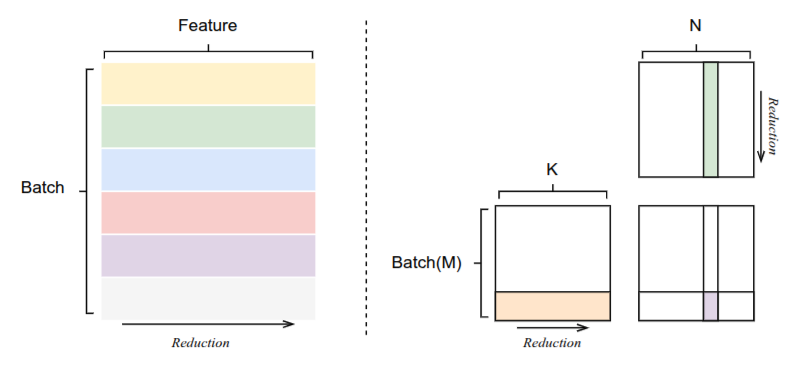 Feature
Batch
Reduction
N
Reduction
K
Batch(M)
Reduction